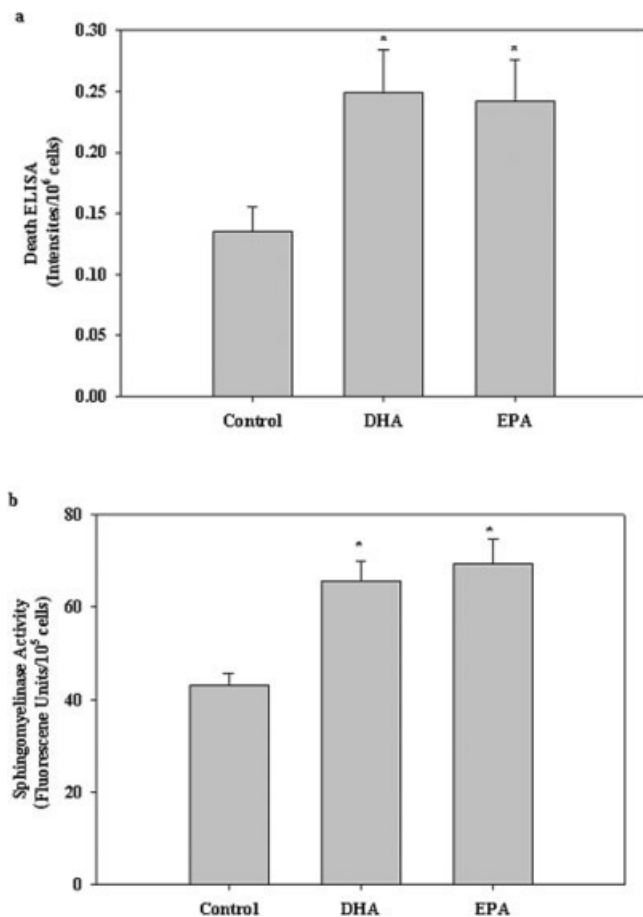 a
0.30
*
*
0.25
0.20
0.15
0.10
0.05
0.00
Death ELISA
(Intensites/10⁶ cells)
Control DHA EPA
b
80
*
*
60
40
20
0
Sphingomyelinase Activity
(Fluorescene Units/10⁵ cells)
Control DHA EPA